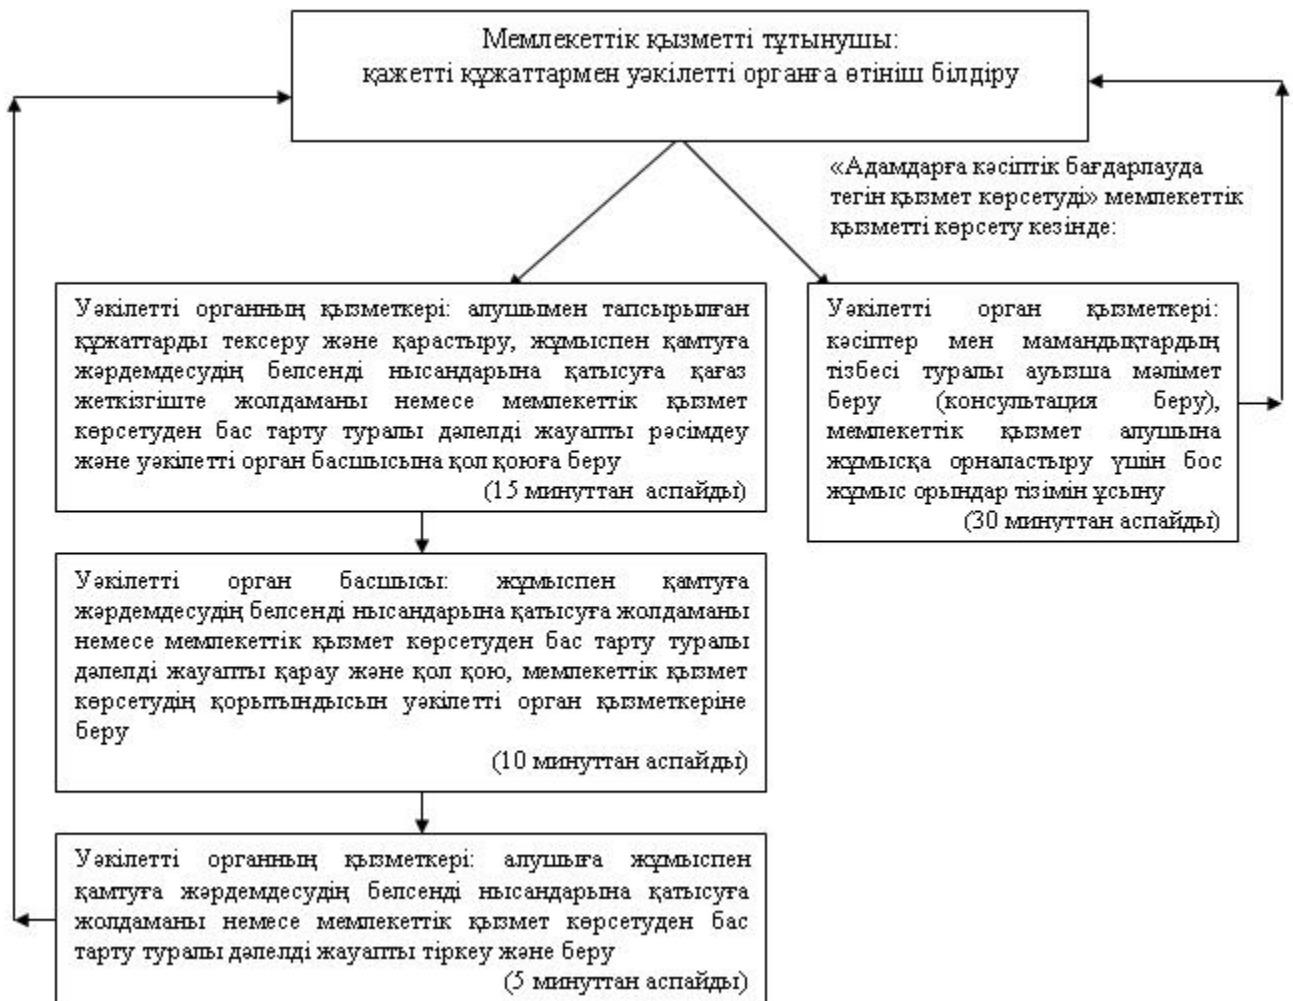 Мемлекеттік қызметті тұтынушы:
қажетті құжаттармен уәкілетті органға өтініш білдіру
«Адамдарға кәсіптік бағдарлауда
тегін қызмет көрсетуді» мемлекеттік
қызметті көрсету кезінде:
Уәкілетті органның қызметкері: алушымен тапсырылған
құжаттарды тексеру және қарастыру, жұмыспен қамтуға
жәрдемдесудің белсенді нысандарына қатысуға қағаз
жеткізгіште жолдаманы немесе мемлекеттік қызмет
көрсетуден бас тарту туралы дәлелді жауапты рәсімдеу
және уәкілетті орган басшысына қол қоюға беру
(15 минуттан аспайды)
Уәкілетті орган қызметкері:
кәсіптер мен мамандықтардың
тізбесі туралы ауызша мәлімет
беру (консультация беру),
мемлекеттік қызмет алушына
жұмысқа орналастыру үшін бос
жұмыс орындар тізімін ұсыну
(30 минуттан аспайды)
Уәкілетті орган басшысы: жұмыспен қамтуға
жәрдемдесудің белсенді нысандарына қатысуға жолдаманы
немесе мемлекеттік қызмет көрсетуден бас тарту туралы
дәлелді жауапты қарау және қол қою, мемлекеттік қызмет
көрсетудің қорытындысын уәкілетті орган қызметкеріне
беру
(10 минуттан аспайды)
Уәкілетті органның қызметкері: алушыға жұмыспен
қамтуға жәрдемдесудің белсенді нысандарына қатысуға
жолдаманы немесе мемлекеттік қызмет көрсетуден бас
тарту туралы дәлелді жауапты тіркеу және беру
(5 минуттан аспайды)